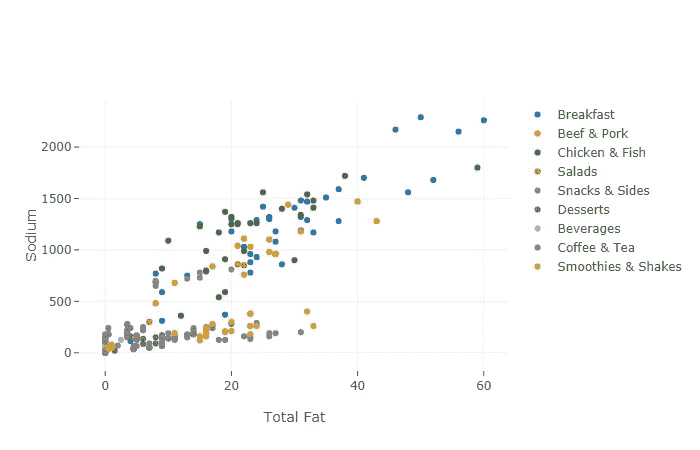 2000
1500
1000
500
0
Sodium
0 20 40 60
Total Fat
Breakfast
Beef & Pork
Chicken & Fish
Salads
Snacks & Sides
Desserts
Beverages
Coffee & Tea
Smoothies & Shakes